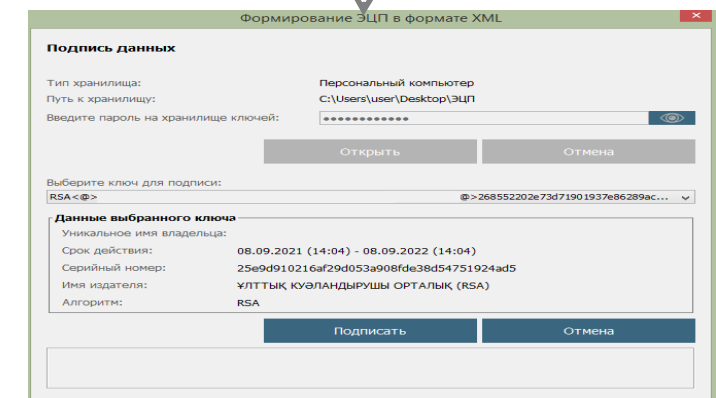 Формирование ЭЦП в формате XML
Подпись данных
Тип хранилища: Персональный компьютер
Путь к хранилищу: C:\Users\user\Desktop\ЭЦП
Введите пароль на хранилище ключей: ●●●●●●●●●●●●
Открыть Отмена
Выберите ключ для подписи:
RSA<@> @>268552202e73d71901937e86289ac...
Данные выбранного ключа
Уникальное имя владельца:
Срок действия: 08.09.2021 (14:04) - 08.09.2022 (14:04)
Серийный номер: 25e9d910216af29d053a908fde38d54751924ad5
Имя издателя: ҰЛТТЫҚ КУӘЛАНДЫРУШЫ ОРТАЛЫҚ (RSA)
Алгоритм: RSA
Подписать Отмена